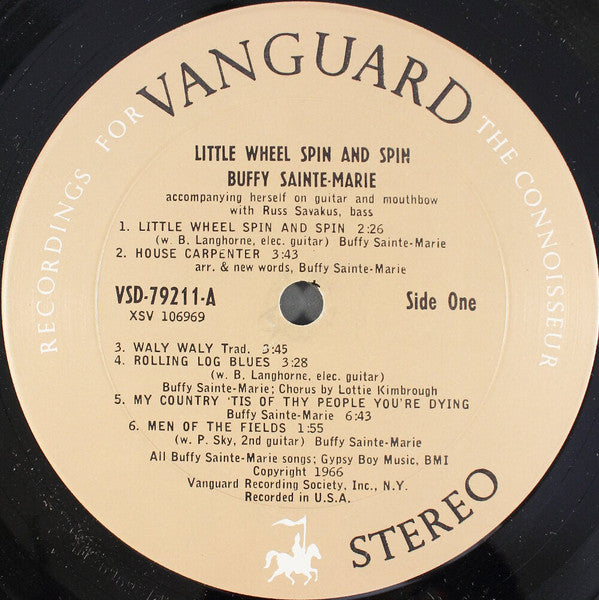 RECORDINGS FOR VANGUARD THE CONNOISSEUR
LITTLE WHEEL SPIN AND SPIN
BUFFY SAINTE-MARIE
accompanying herself on guitar and mouthbow
with Russ Savakus, bass
1. LITTLE WHEEL SPIN AND SPIN 2:26
(w. B. Langhorne, elec. guitar) Buffy Sainte-Marie
2. HOUSE CARPENTER 3:43
arr. & new words, Buffy Sainte-Marie
VSD-79211-A Side One
XSV 106969
3. WALY WALY Trad. 3:45
4. ROLLING LOG BLUES 3:28
(w. B. Langhorne, elec. guitar)
Buffy Sainte-Marie; Chorus by Lottie Kimbrough
5. MY COUNTRY 'TIS OF THY PEOPLE YOU'RE DYING
Buffy Sainte-Marie 6:43
6. MEN OF THE FIELDS 1:55
(w. P. Sky, 2nd guitar) Buffy Sainte-Marie
All Buffy Sainte-Marie songs; Gypsy Boy Music, BMI
Copyright 1966
Vanguard Recording Society, Inc., N.Y.
Recorded in U.S.A.
STEREO